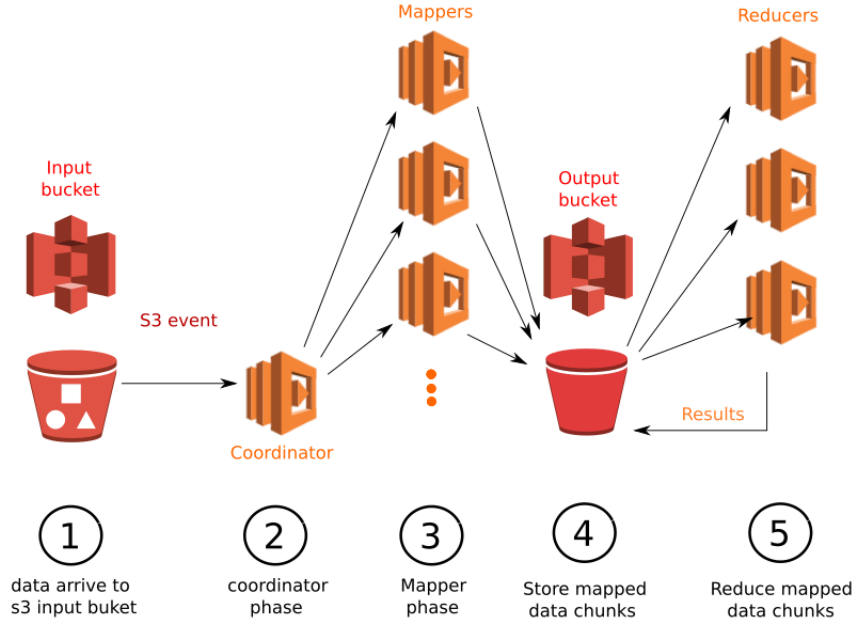 Mappers
Reducers
Input
bucket
Output
bucket
S3 event
Coordinator
Results
1
2
3
4
5
data arrive to
s3 input buket
coordinator
phase
Mapper
phase
Store mapped
data chunks
Reduce mapped
data chunks